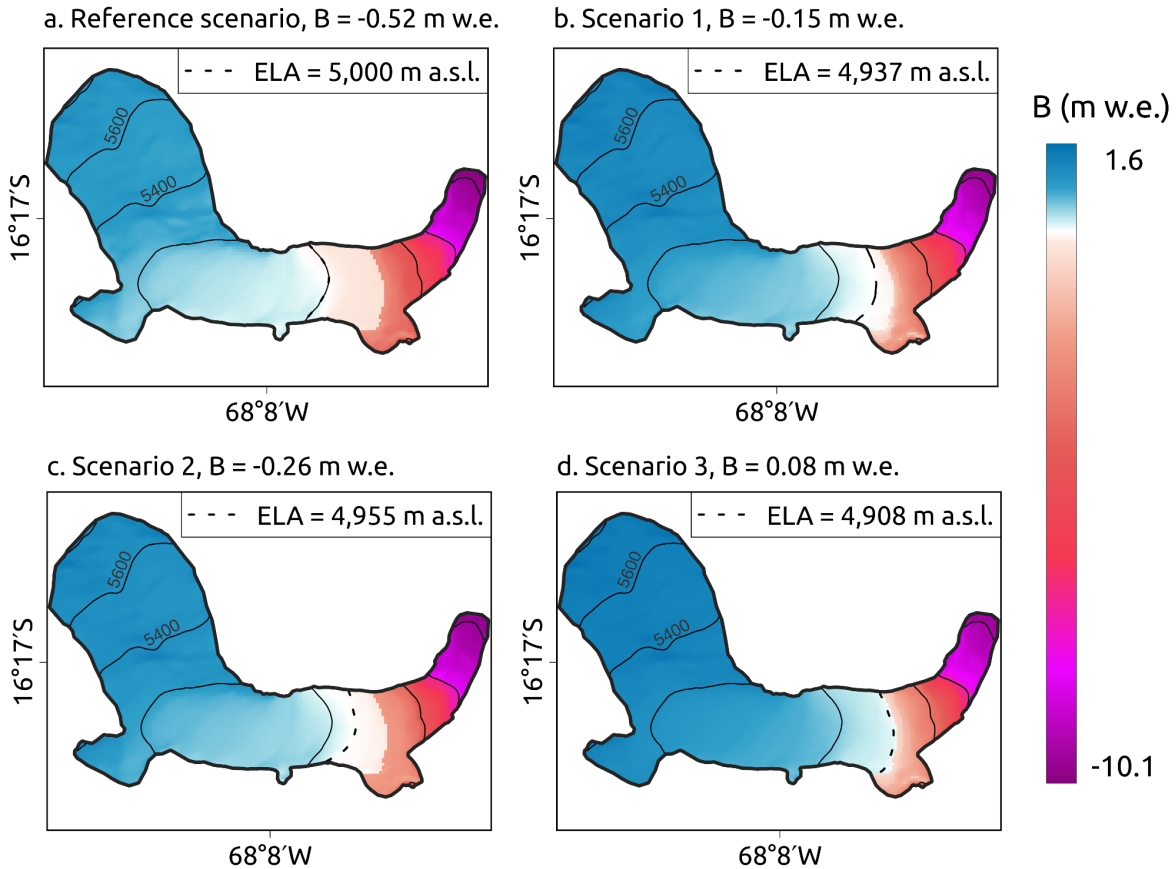 a. Reference scenario, B = -0.52 m w.e.
b. Scenario 1, B = -0.15 m w.e.
ELA = 5,000 m a.s.l.
ELA = 4,937 m a.s.l.
B (m w.e.)
1.6
5600
5600
5400
5400
16°17′S
16°17′S
68°8′W
68°8′W
c. Scenario 2, B = -0.26 m w.e.
d. Scenario 3, B = 0.08 m w.e.
ELA = 4,955 m a.s.l.
ELA = 4,908 m a.s.l.
5600
5600
5400
5400
16°17′S
16°17′S
-10.1
68°8′W
68°8′W